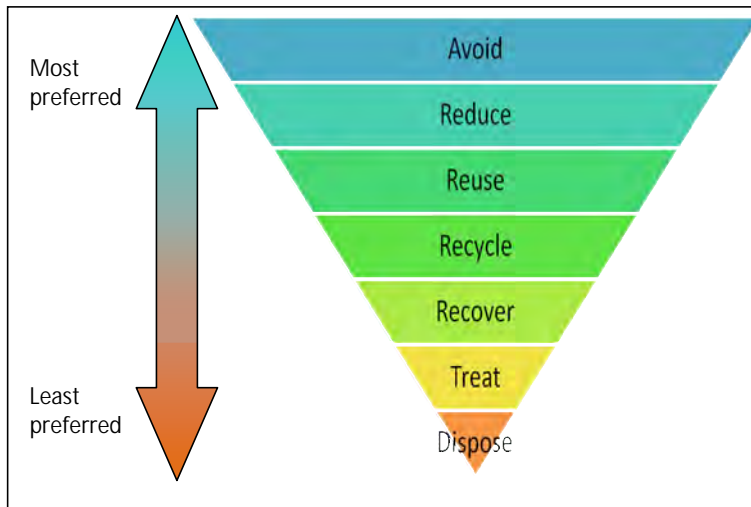 Most
preferred
Avoid
Reduce
Reuse
Recycle
Recover
Treat
Least
preferred
Dispose